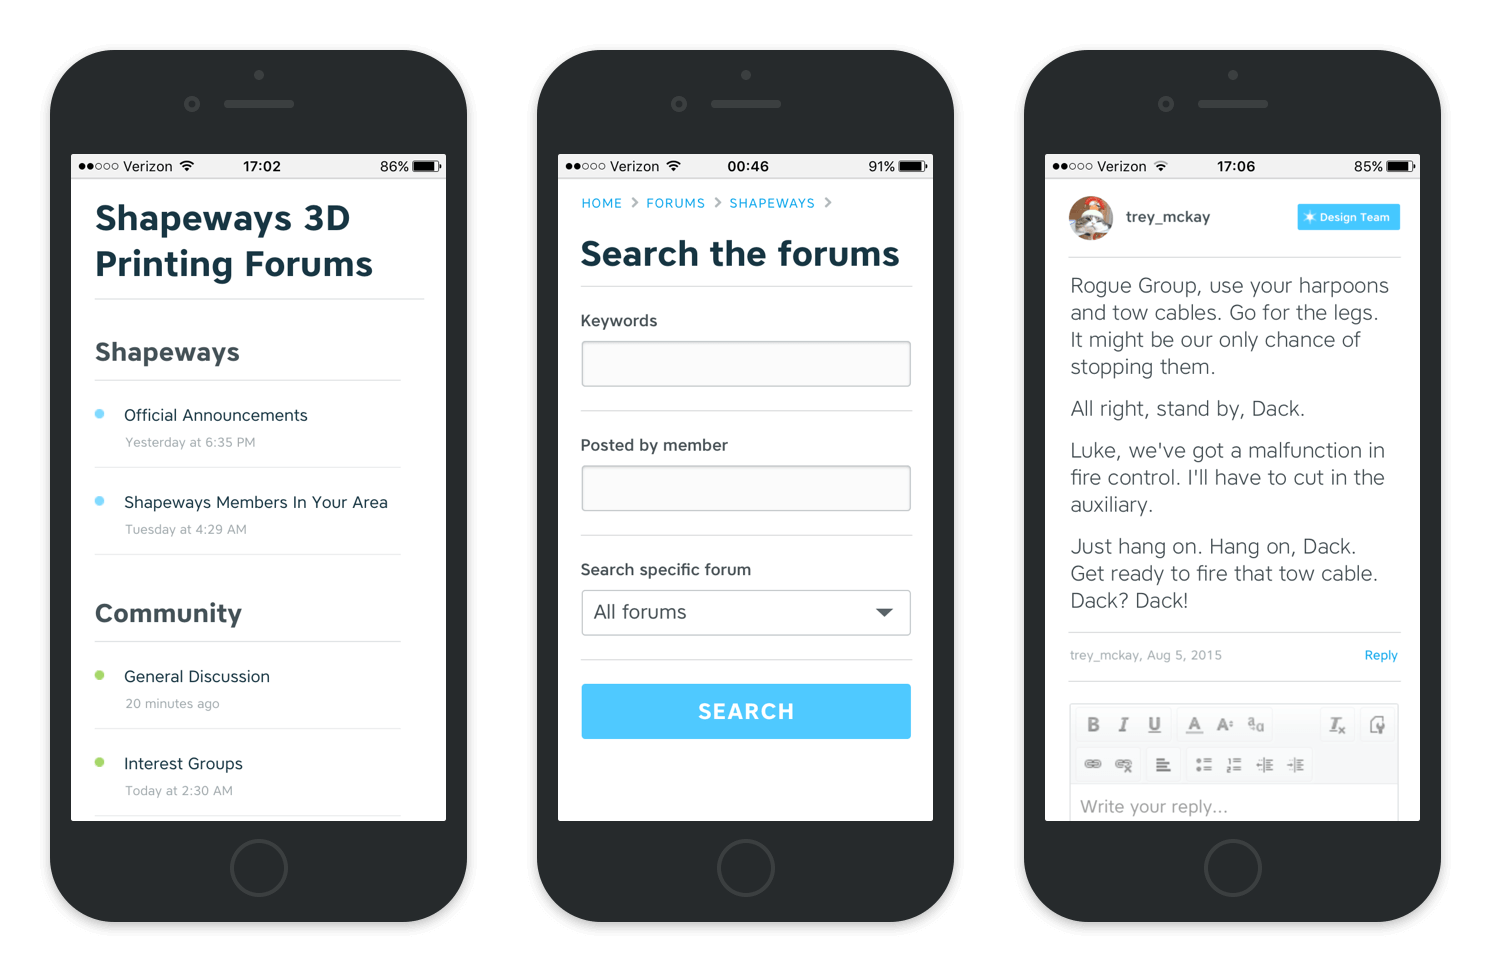 Verizon 17:02 86%
Shapeways 3D
Printing Forums
Shapeways
Official Announcements
Yesterday at 6:35 PM
Shapeways Members In Your Area
Tuesday at 4:29 AM
Community
General Discussion
20 minutes ago
Interest Groups
Today at 2:30 AM
Verizon 00:46 91%
HOME > FORUMS > SHAPEWAYS >
Search the forums
Keywords
Posted by member
Search specific forum
All forums
SEARCH
Verizon 17:06 85%
trey_mckay Design Team
Rogue Group, use your harpoons
and tow cables. Go for the legs.
It might be our only chance of
stopping them.
All right, stand by, Dack.
Luke, we've got a malfunction in
fire control. I'll have to cut in the
auxiliary.
Just hang on. Hang on, Dack.
Get ready to fire that tow cable.
Dack? Dack!
trey_mckay, Aug 5, 2015 Reply
B I U A A a a Ix
Write your reply...